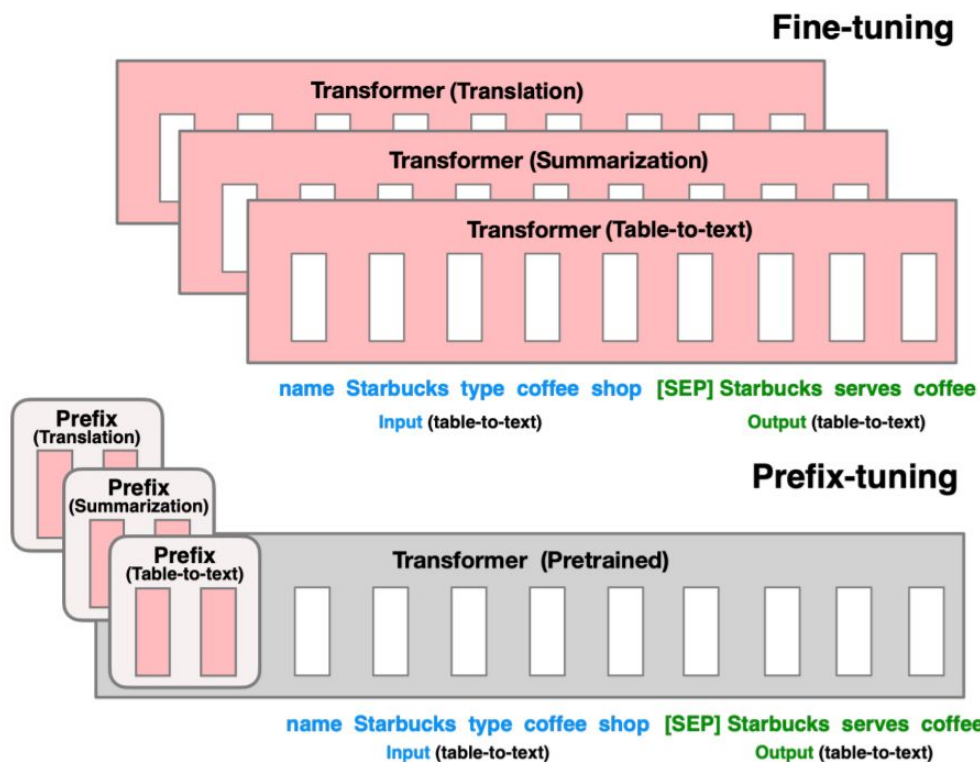 Fine-tuning
Transformer (Translation)
Transformer (Summarization)
Transformer (Table-to-text)
name Starbucks type coffee shop [SEP] Starbucks serves coffee
Input (table-to-text) Output (table-to-text)
Prefix
(Translation)
Prefix-tuning
Prefix
(Summarization)
Prefix
(Table-to-text)
Transformer (Pretrained)
name Starbucks type coffee shop [SEP] Starbucks serves coffee
Input (table-to-text) Output (table-to-text)